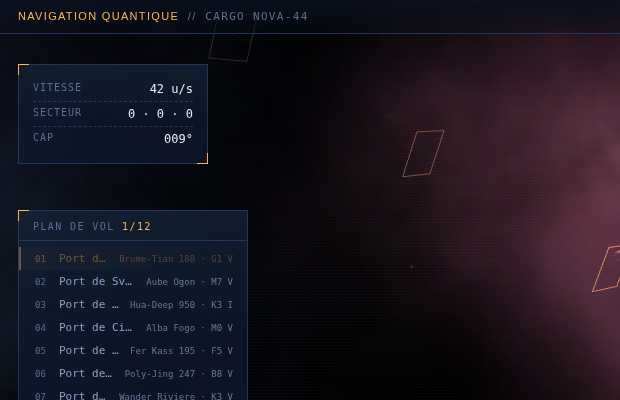 NAVIGATION QUANTIQUE // CARGO NOVA-44
VITESSE 42 u/s
SECTEUR 0 · 0 · 0
CAP 009°
PLAN DE VOL 1/12
01 Port d… Brume-Tian 188 · G1 V
02 Port de Sv… Aube Ogon · M7 V
03 Port de … Hua-Deep 950 · K3 I
04 Port de Ci… Alba Fogo · M0 V
05 Port de … Fer Kass 195 · F5 V
06 Port de… Poly-Jing 247 · B8 V
07 Port d… Wander Riviere · K3 V